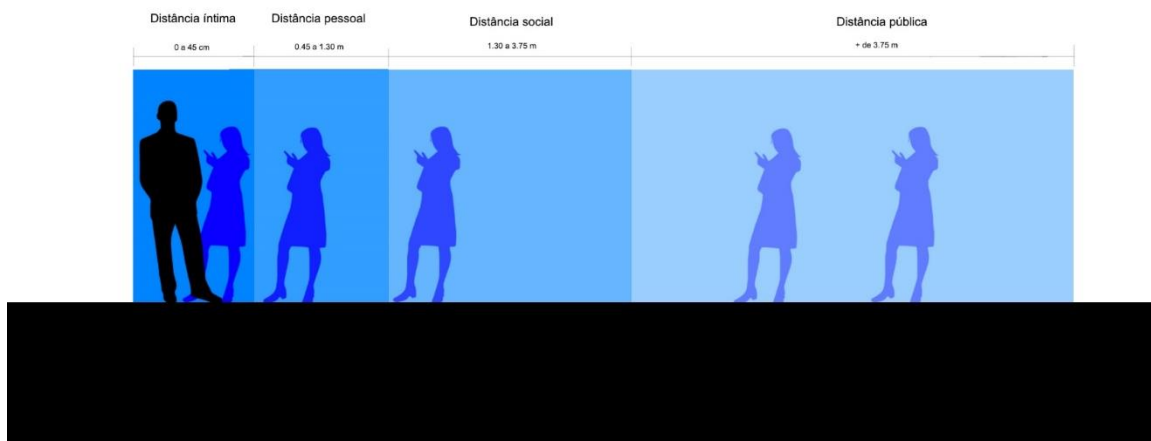 Distância íntima
Distância pessoal
Distância social
Distância pública
0 a 45 cm
0.45 a 1.30 m
1.30 a 3.75 m
+ de 3.75 m